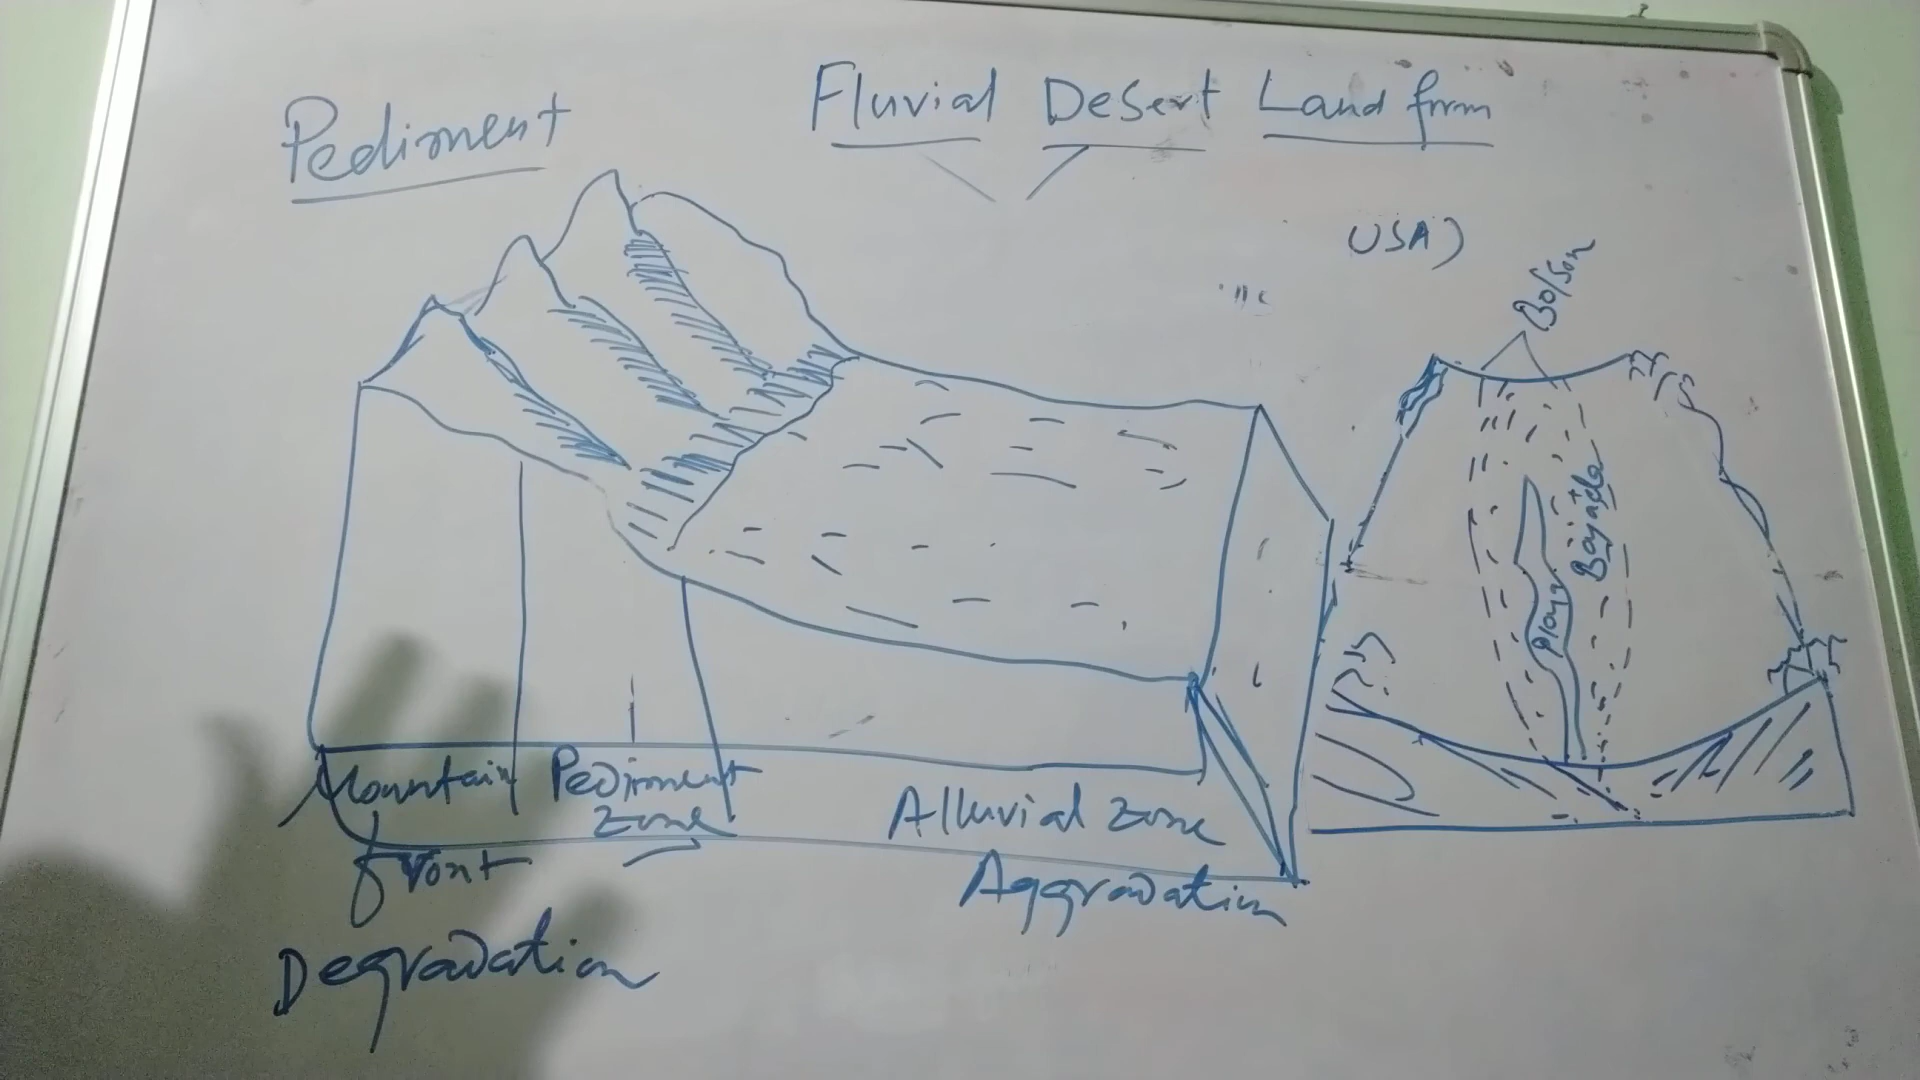 Pediment
Fluvial Desert Land form
USA)
Bolson
Bajada
Playa
Mountain
front
Pediment
Zone
Alluvial Zone
Aggradation
Degradation